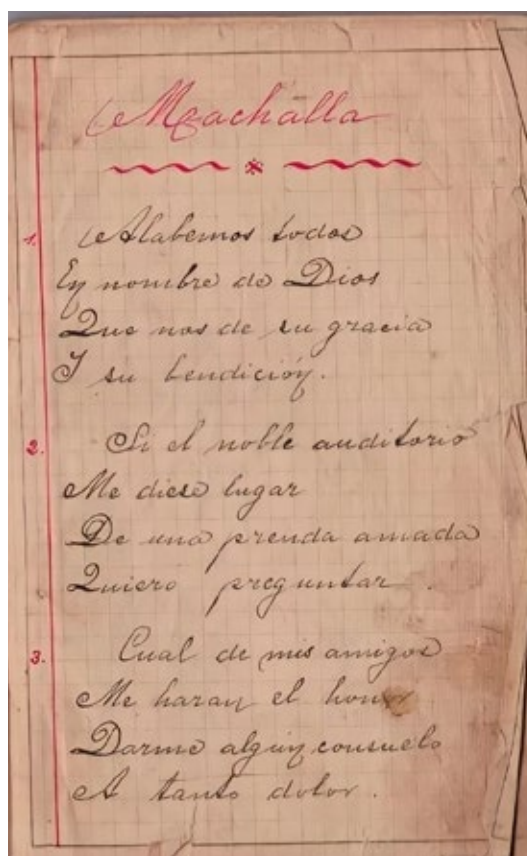 Machalla
1. Alabemos todos
En nombre de Dios
Que nos de su gracia
I su bendición.
2. Si el noble auditorio
Me diese lugar
De una prenda amada
Quiero preguntar.
3. Cual de mis amigos
Me haran el honor
Darme algun consuelo
A tanto dolor.